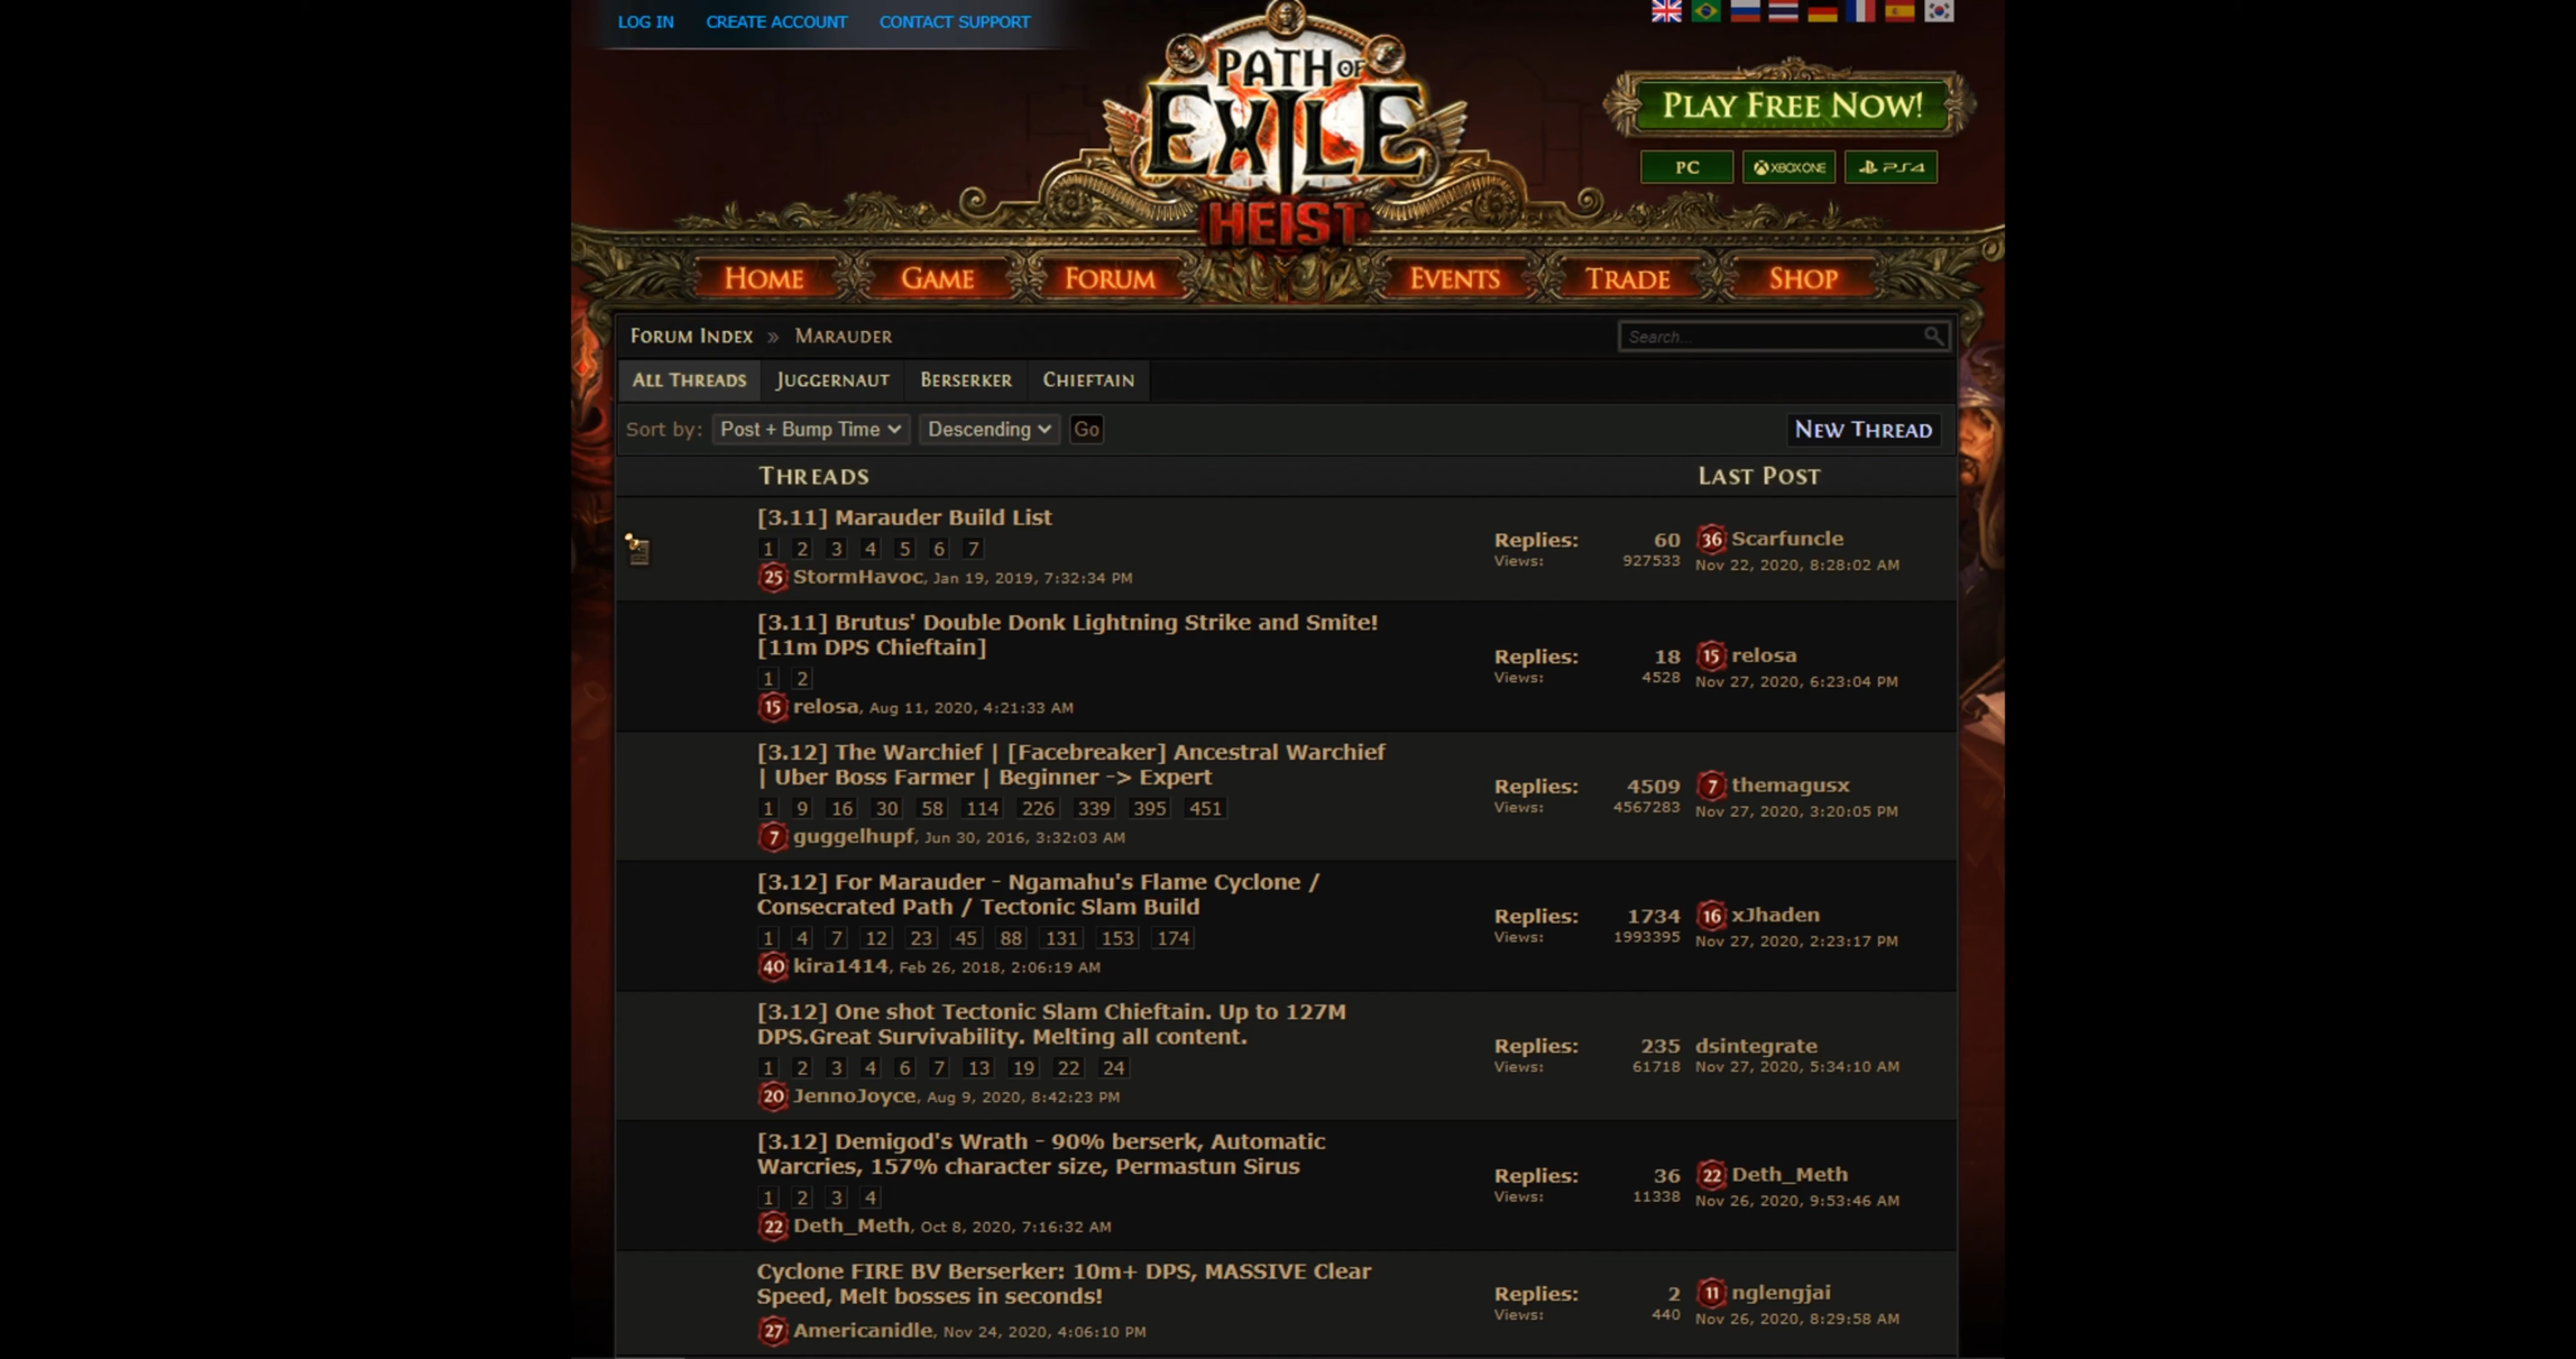 LOG IN CREATE ACCOUNT CONTACT SUPPORT
PATH OF
EXILE
HEIST
PLAY FREE NOW!
PC XBOX ONE PS4
HOME GAME FORUM EVENTS TRADE SHOP
FORUM INDEX » MARAUDER Search...
ALL THREADS JUGGERNAUT BERSERKER CHIEFTAIN
Sort by: Post + Bump Time Descending Go NEW THREAD
THREADS LAST POST
[3.11] Marauder Build List
1 2 3 4 5 6 7
25 StormHavoc, Jan 19, 2019, 7:32:34 PM
Replies: 60
Views: 927533
36 Scarfuncle
Nov 22, 2020, 8:28:02 AM
[3.11] Brutus' Double Donk Lightning Strike and Smite!
[11m DPS Chieftain]
1 2
15 relosa, Aug 11, 2020, 4:21:33 AM
Replies: 18
Views: 4528
15 relosa
Nov 27, 2020, 6:23:04 PM
[3.12] The Warchief | [Facebreaker] Ancestral Warchief
| Uber Boss Farmer | Beginner -> Expert
1 9 16 30 58 114 226 339 395 451
7 guggelhupf, Jun 30, 2016, 3:32:03 AM
Replies: 4509
Views: 4567283
7 themagusx
Nov 27, 2020, 3:20:05 PM
[3.12] For Marauder - Ngamahu's Flame Cyclone /
Consecrated Path / Tectonic Slam Build
1 4 7 12 23 45 88 131 153 174
40 kira1414, Feb 26, 2018, 2:06:19 AM
Replies: 1734
Views: 1993395
16 xJhaden
Nov 27, 2020, 2:23:17 PM
[3.12] One shot Tectonic Slam Chieftain. Up to 127M
DPS.Great Survivability. Melting all content.
1 2 3 4 6 7 13 19 22 24
20 JennoJoyce, Aug 9, 2020, 8:42:23 PM
Replies: 235
Views: 61718
dsintegrate
Nov 27, 2020, 5:34:10 AM
[3.12] Demigod's Wrath - 90% berserk, Automatic
Warcries, 157% character size, Permastun Sirus
1 2 3 4
22 Deth_Meth, Oct 8, 2020, 7:16:32 AM
Replies: 36
Views: 11338
22 Deth_Meth
Nov 26, 2020, 9:53:46 AM
Cyclone FIRE BV Berserker: 10m+ DPS, MASSIVE Clear
Speed, Melt bosses in seconds!
27 Americanidle, Nov 24, 2020, 4:06:10 PM
Replies: 2
Views: 440
11 nglengjai
Nov 26, 2020, 8:29:58 AM